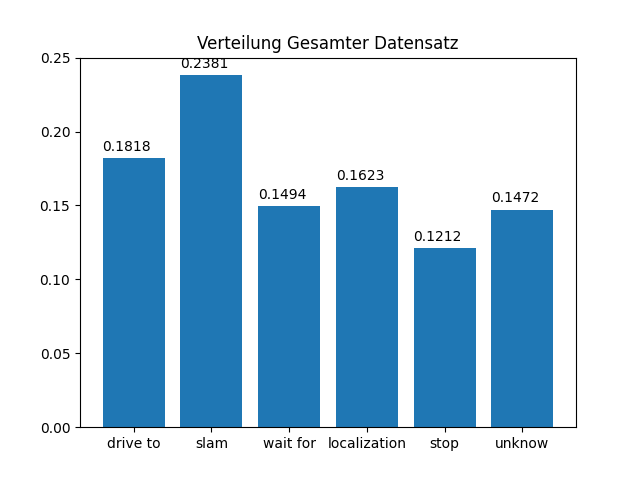 Verteilung Gesamter Datensatz
0.25
0.20
0.15
0.10
0.05
0.00
0.1818
0.2381
0.1494
0.1623
0.1212
0.1472
drive to
slam
wait for
localization
stop
unknow